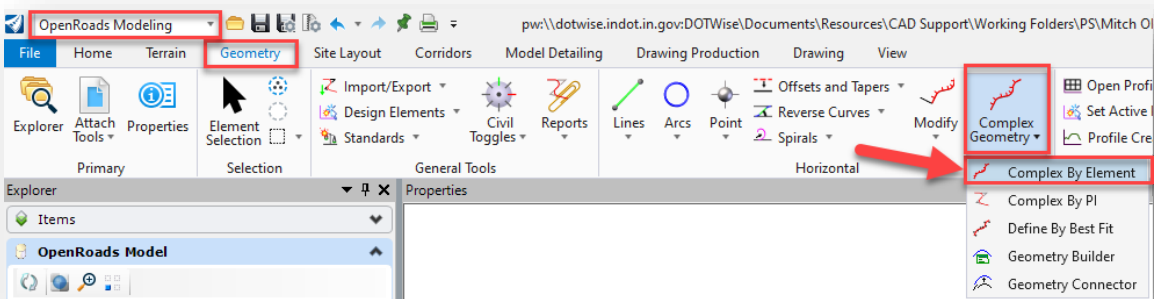 OpenRoads Modeling pw:\\dotwise.indot.in.gov:DOTWise\Documents\Resources\CAD Support\Working Folders\PS\Mitch Ol
File Home Terrain Geometry Site Layout Corridors Model Detailing Drawing Production Drawing View
Import/Export Offsets and Tapers Open Profi
Design Elements Reverse Curves Set Active
Explorer Attach Tools Properties Element Selection Standards Civil Toggles Reports Lines Arcs Point Spirals Modify Complex Geometry Profile Cre
Primary Selection General Tools Horizontal
Complex By Element
Explorer Properties
Complex By PI
Items
Define By Best Fit
OpenRoads Model
Geometry Builder
Geometry Connector